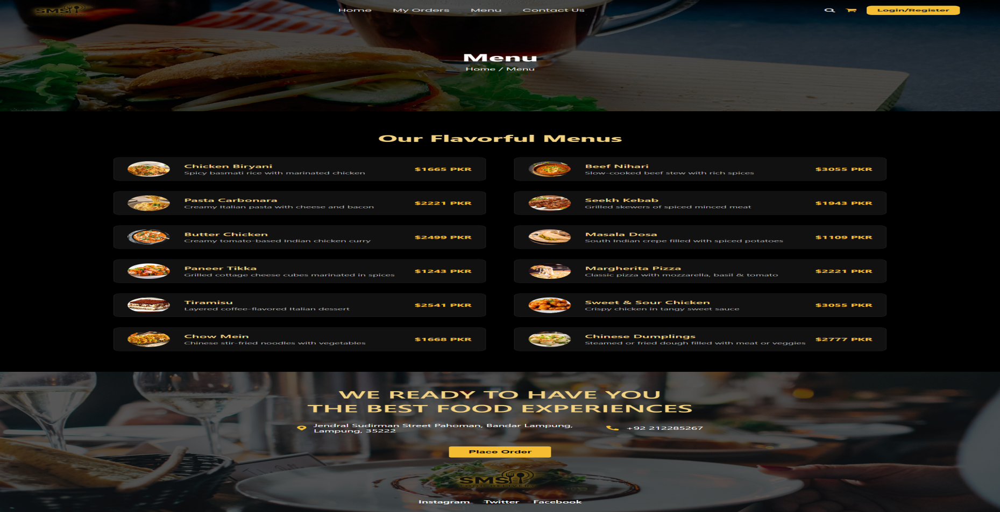 SMS
Home
My Orders
Menu
Contact Us
Login/Register
Menu
Home / Menu
Our Flavorful Menus
Chicken Biryani
Spicy basmati rice with marinated chicken
$1665 PKR
Beef Nihari
Slow-cooked beef stew with rich spices
$3055 PKR
Pasta Carbonara
Creamy Italian pasta with cheese and bacon
$2221 PKR
Seekh Kebab
Grilled skewers of spiced minced meat
$1943 PKR
Butter Chicken
Creamy tomato-based Indian chicken curry
$2499 PKR
Masala Dosa
South Indian crepe filled with spiced potatoes
$1109 PKR
Paneer Tikka
Grilled cottage cheese cubes marinated in spices
$1243 PKR
Margherita Pizza
Classic pizza with mozzarella, basil & tomato
$2221 PKR
Tiramisu
Layered coffee-flavored Italian dessert
$2541 PKR
Sweet & Sour Chicken
Crispy chicken in tangy sweet sauce
$3055 PKR
Chow Mein
Chinese stir-fried noodles with vegetables
$1668 PKR
Chinese Dumplings
Steamed or fried dough filled with meat or veggies
$2777 PKR
WE READY TO HAVE YOU
THE BEST FOOD EXPERIENCES
Jendral Sudirman Street Pahoman, Bandar Lampung,
Lampung, 35222
+92 212285267
Place Order
SMS
FOOD DELIVERY
Instagram
Twitter
Facebook